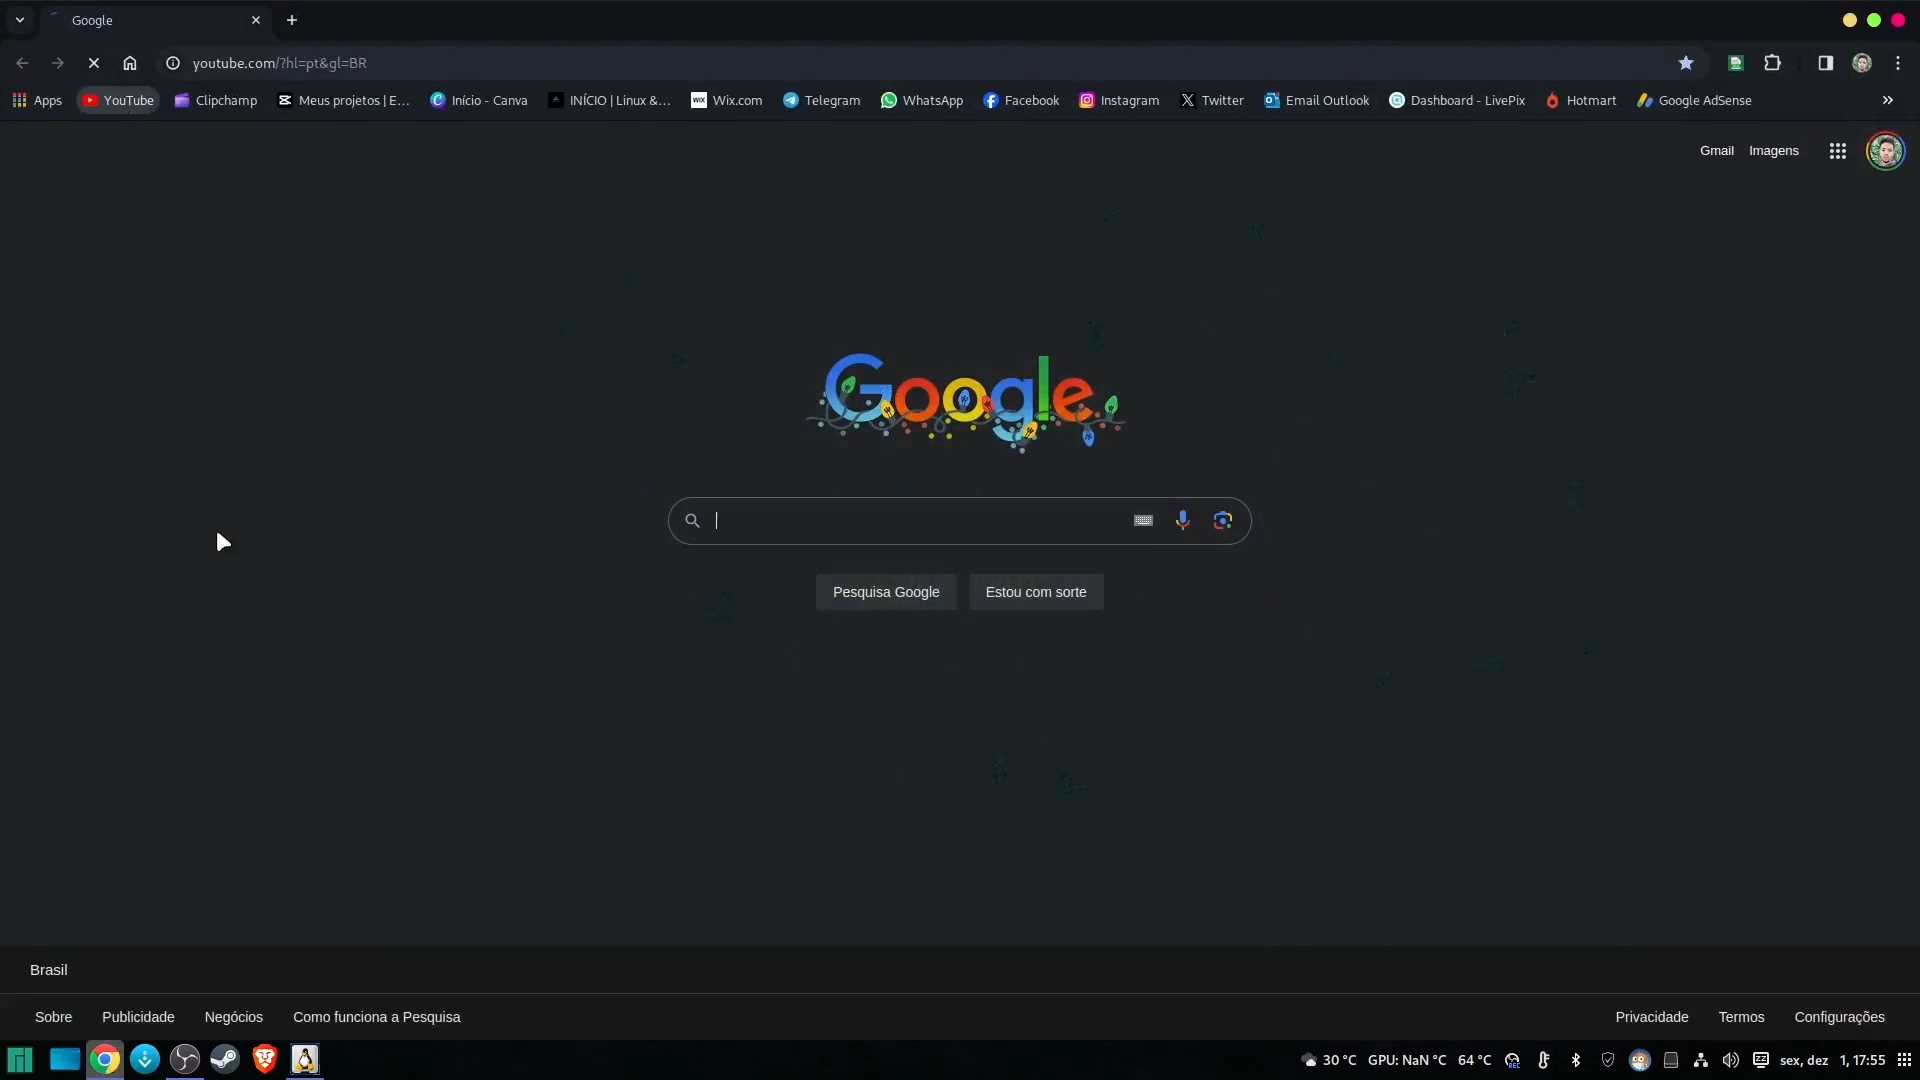 Google
youtube.com/?hl=pt&gl=BR
Apps YouTube Clipchamp Meus projetos | E... Início - Canva INÍCIO | Linux &... Wix.com Telegram WhatsApp Facebook Instagram Twitter Email Outlook Dashboard - LivePix Hotmart Google AdSense
Gmail Imagens
Google
Pesquisa Google Estou com sorte
Brasil
Sobre Publicidade Negócios Como funciona a Pesquisa Privacidade Termos Configurações
30 °C GPU: NaN °C 64 °C sex, dez 1, 17:55